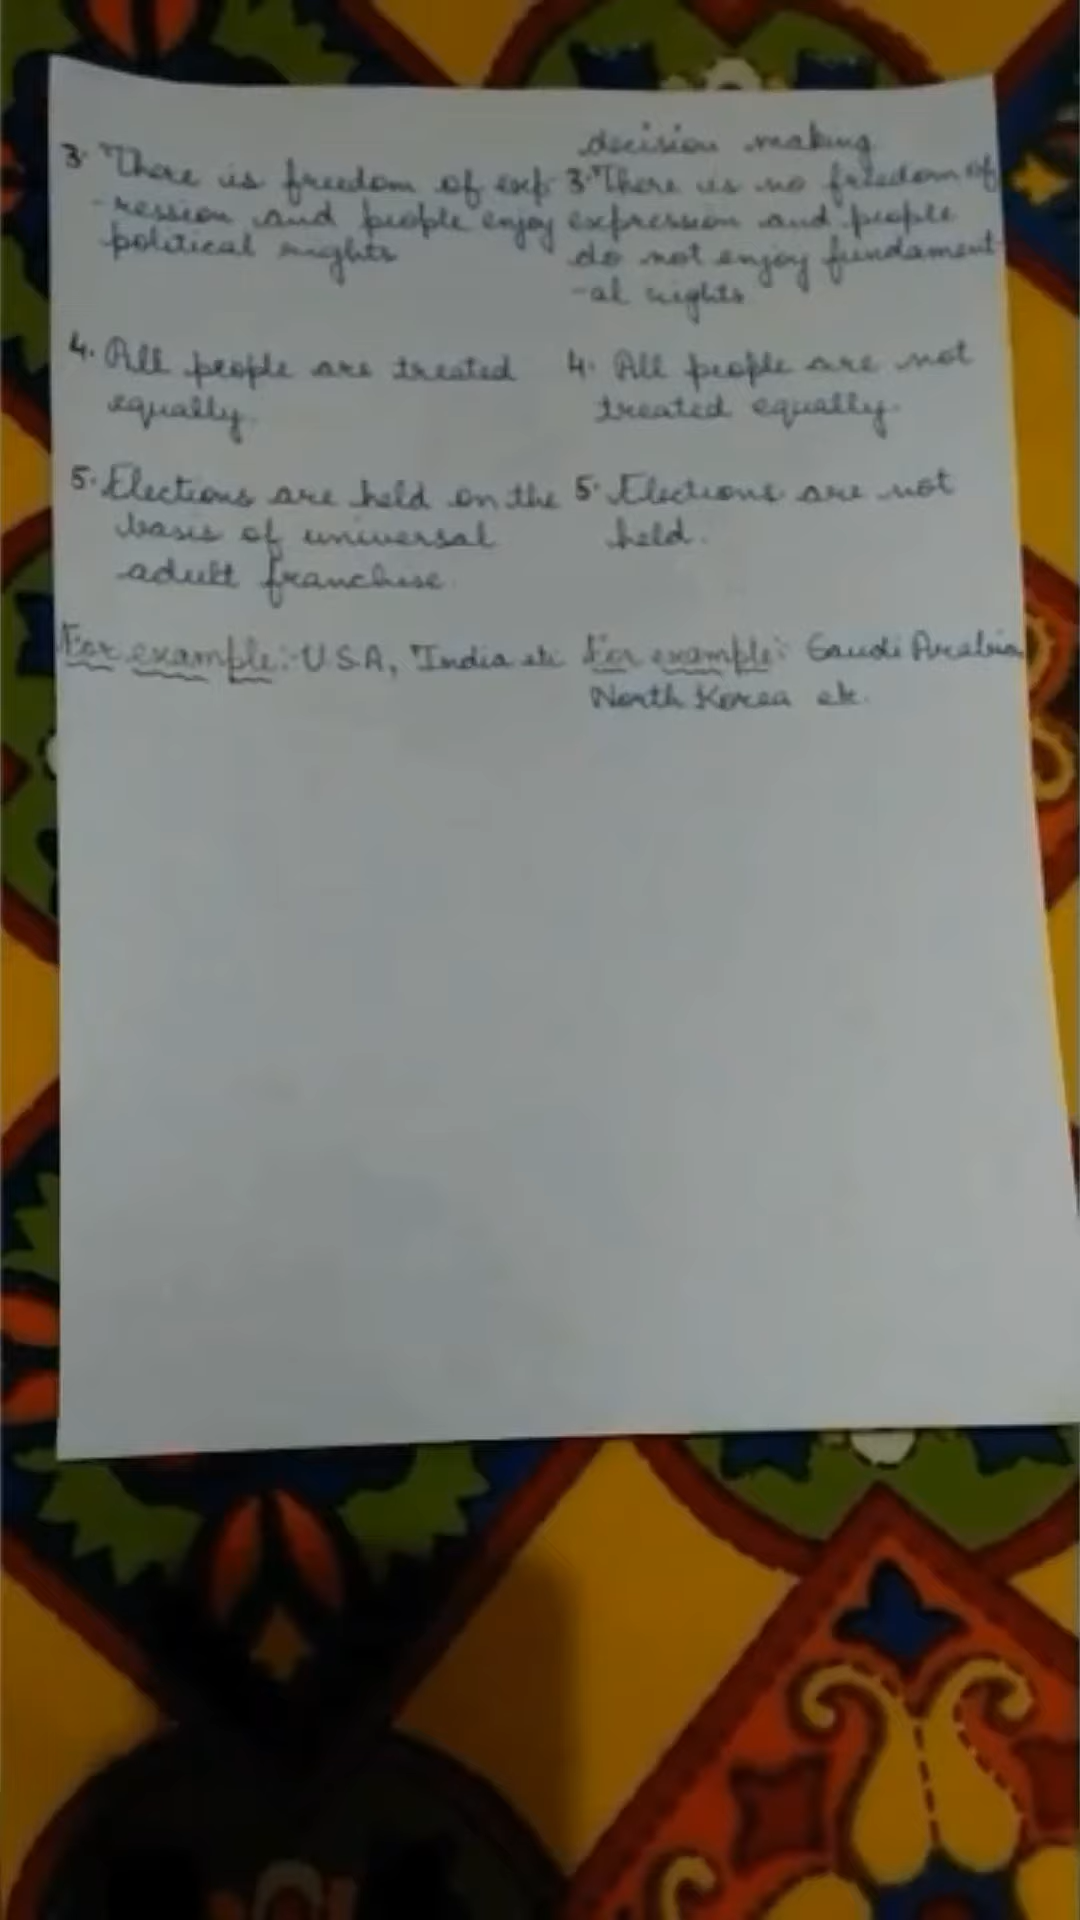 3. There is freedom of exp
-ression and people enjoy
political rights
4. All people are treated
equally.
5. Elections are held on the
basis of universal
adult franchise.
For example:- U.S.A, India etc
decision making
3. There is no freedom of
expression and people
do not enjoy fundament
-al rights
4. All people are not
treated equally.
5. Elections are not
held.
For example:- Saudi Arabia,
North Korea etc.